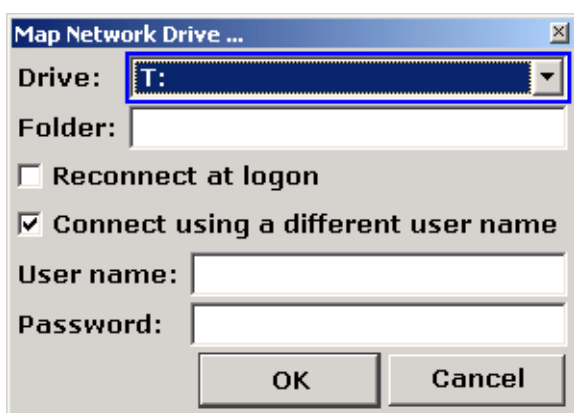 Map Network Drive ...
Drive: T:
Folder:
Reconnect at logon
Connect using a different user name
User name:
Password:
OK Cancel